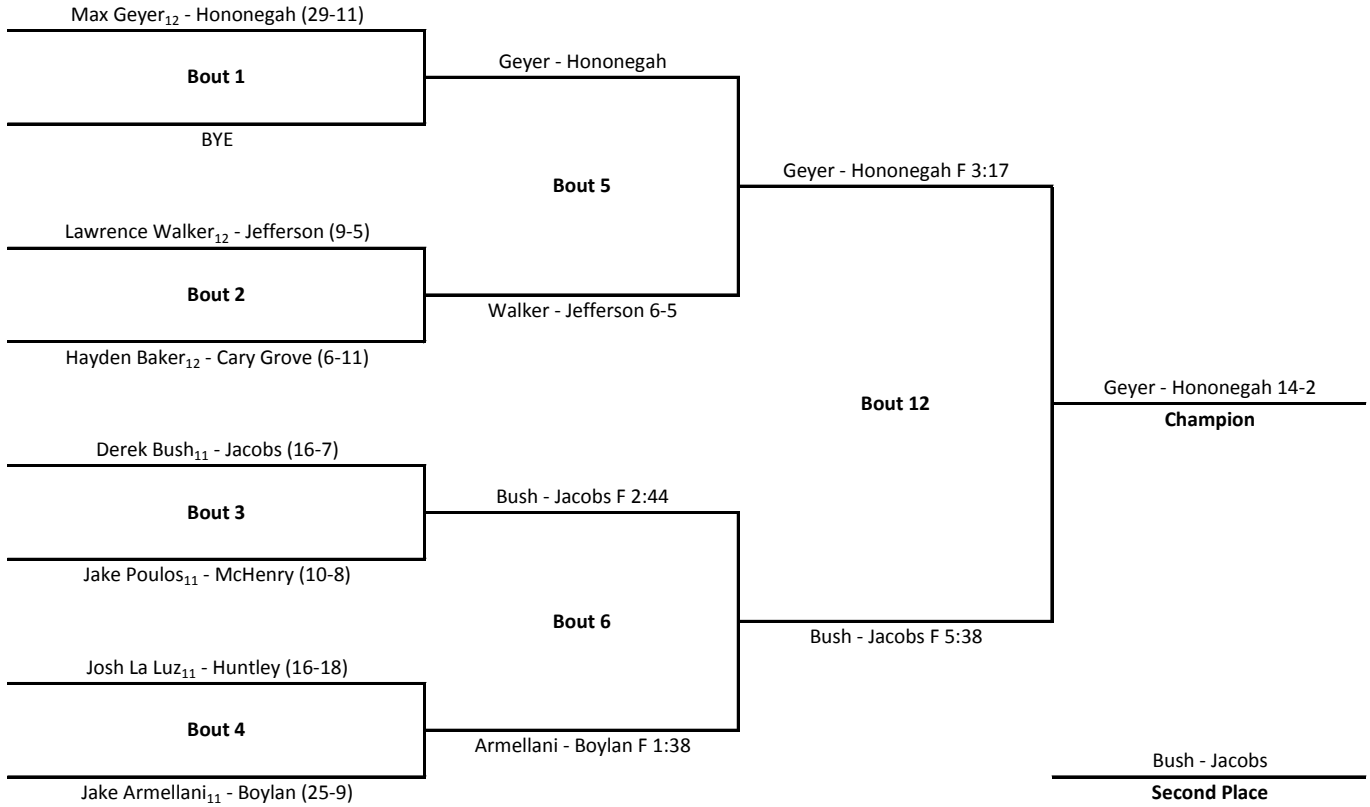 Max Geyer₁₂ - Hononegah (29-11)
Bout 1
BYE
Geyer - Hononegah
Bout 5
Geyer - Hononegah F 3:17
Lawrence Walker₁₂ - Jefferson (9-5)
Bout 2
Hayden Baker₁₂ - Cary Grove (6-11)
Walker - Jefferson 6-5
Bout 12
Geyer - Hononegah 14-2
Champion
Derek Bush₁₁ - Jacobs (16-7)
Bout 3
Jake Poulos₁₁ - McHenry (10-8)
Bush - Jacobs F 2:44
Bout 6
Bush - Jacobs F 5:38
Josh La Luz₁₁ - Huntley (16-18)
Bout 4
Jake Armellani₁₁ - Boylan (25-9)
Armellani - Boylan F 1:38
Bush - Jacobs
Second Place